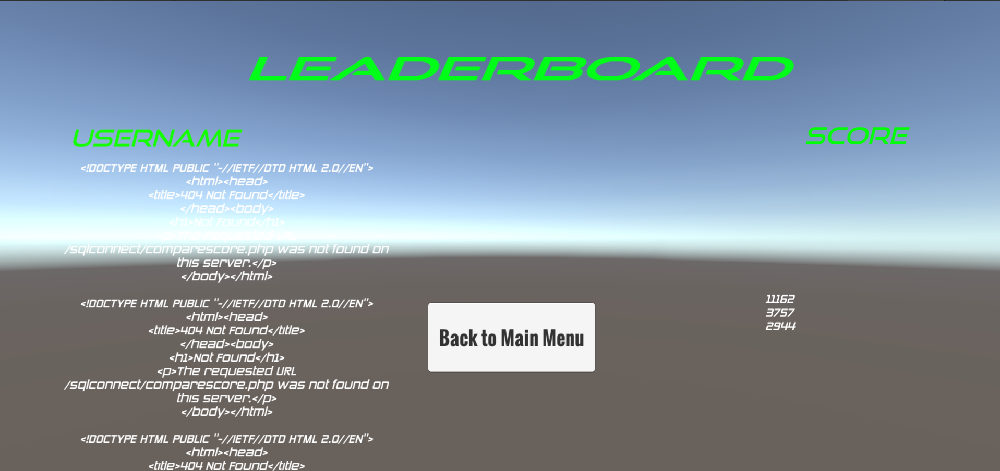 LEADERBOARD
USERNAME
SCORE
<!DOCTYPE HTML PUBLIC "-//IETF//DTD HTML 2.0//EN">
<html><head>
<title>404 Not Found</title>
</head><body>
<h1>Not Found</h1>
<p>The requested URL
/sqlconnect/comparescore.php was not found on
this server.</p>
</body></html>
<!DOCTYPE HTML PUBLIC "-//IETF//DTD HTML 2.0//EN">
<html><head>
<title>404 Not Found</title>
</head><body>
<h1>Not Found</h1>
<p>The requested URL
/sqlconnect/comparescore.php was not found on
this server.</p>
</body></html>
<!DOCTYPE HTML PUBLIC "-//IETF//DTD HTML 2.0//EN">
<html><head>
<title>404 Not Found</title>
Back to Main Menu
11162
3757
2944